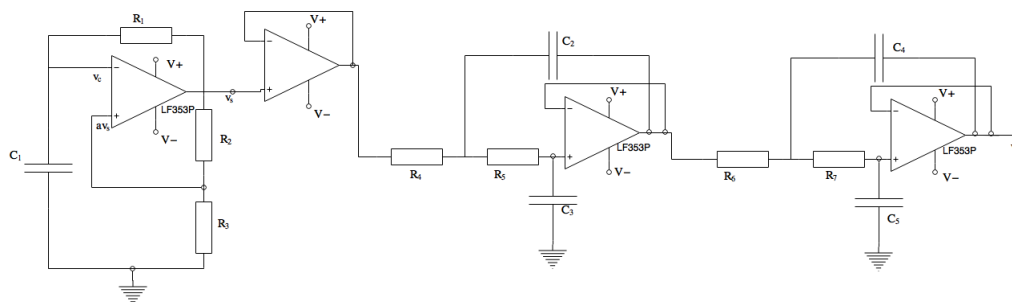 R1
V+
vc
LF353P
avs
V−
R2
C1
R3
vs
V+
V−
R4
C2
R5
V+
LF353P
V−
C3
R6
C4
R7
V+
LF353P
V−
C5